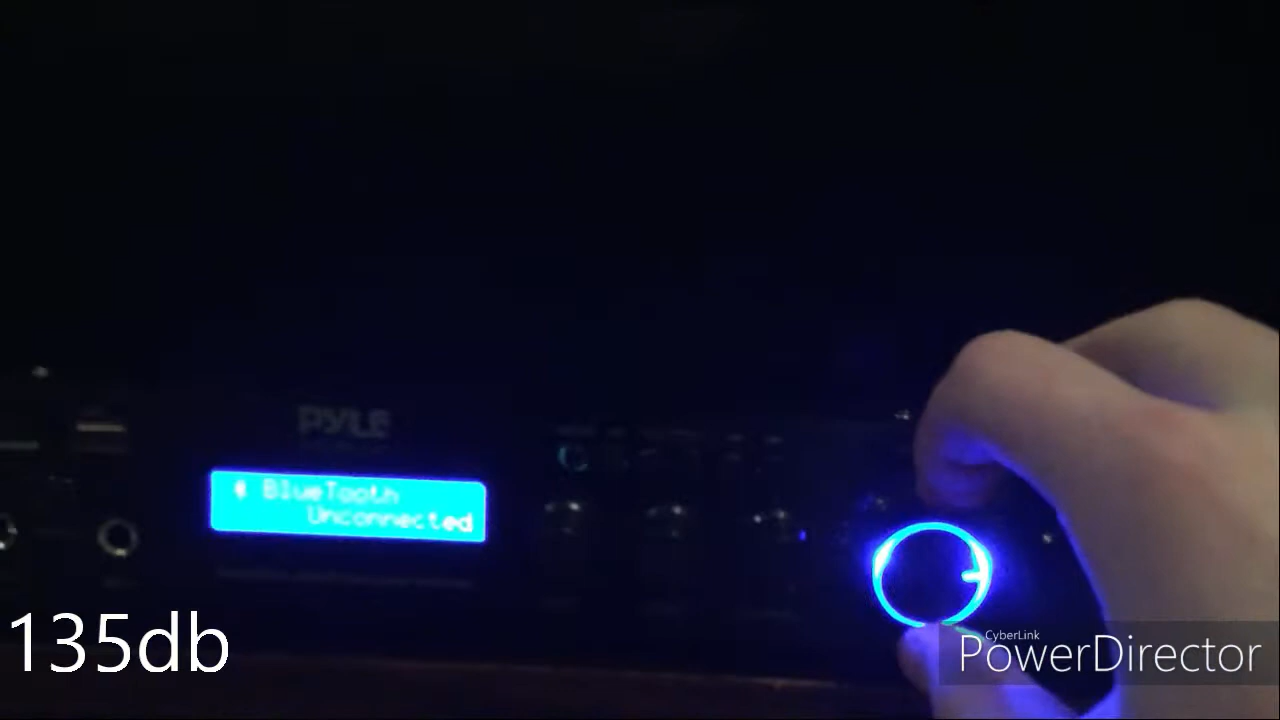 PYLE
BlueTooth
Unconnected
135db
CyberLink
PowerDirector